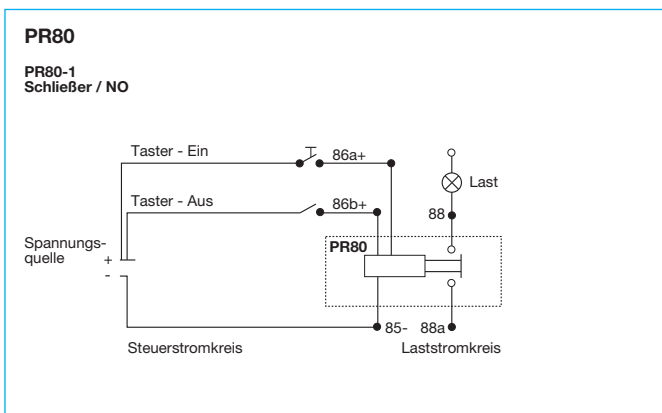 PR80
PR80-1
Schließer / NO
Taster - Ein
86a+
Last
Taster - Aus
86b+
88
Spannungs-
quelle
+
-
PR80
85-
88a
Steuerstromkreis
Laststromkreis